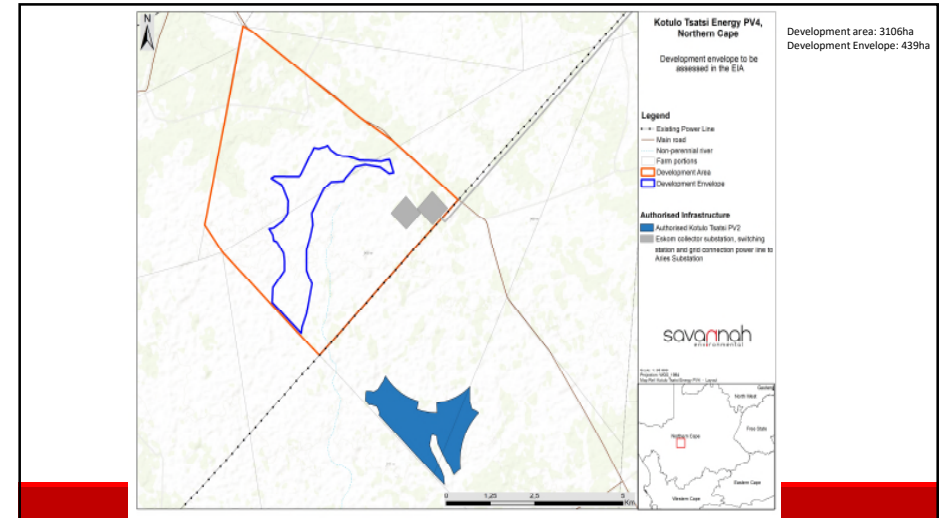 N
Kotulo Tsatsi Energy PV4,
Northern Cape
Development envelope to be
assessed in the EIA
Legend
Existing Power Line
Main road
Non-perennial river
Farm portions
Development Area
Development Envelope
Authorised Infrastructure
Authorised Kotulo Tsatsi PV2
Eskom collector substation, switching
station and grid connection power line to
Aries Substation
savannah
environmental
North West
Free State
Northern Cape
Eastern Cape
Western Cape
0 1,25 2,5 5
Km
Development area: 3106ha
Development Envelope: 439ha